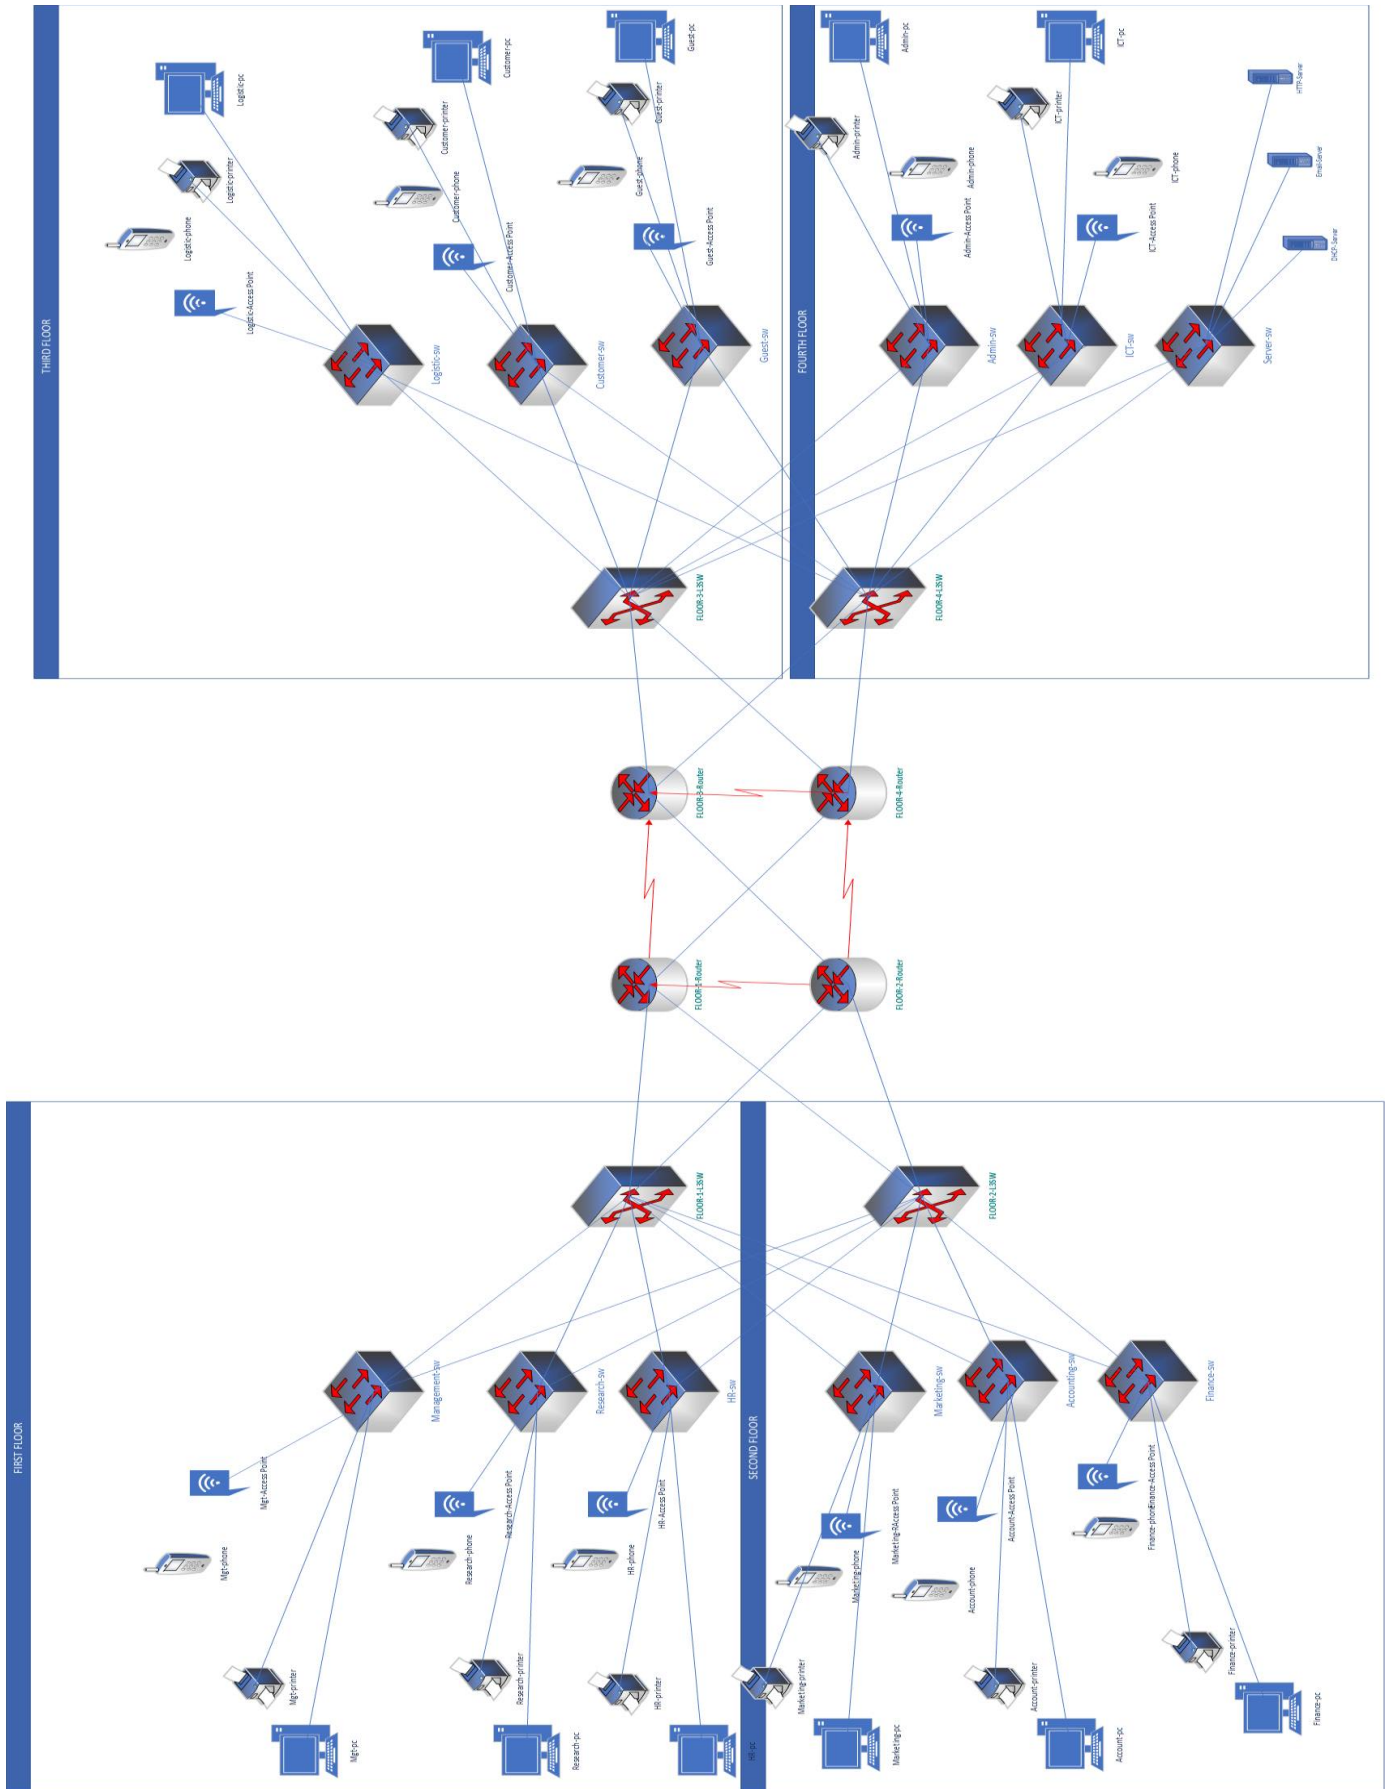 THIRD FLOOR
Logistic-pc
Logistic-printer
Logistic-phone
Logistic-Access Point
Logistic-sw
Customer-pc
Customer-printer
Customer-phone
Customer-Access Point
Customer-sw
Guest-pc
Guest-printer
Guest-phone
Guest-Access Point
Guest-sw
FLOOR-3-L3SW
FOURTH FLOOR
Admin-pc
Admin-printer
Admin-phone
Admin-Access Point
Admin-sw
ICT-pc
ICT-printer
ICT-phone
ICT-Access Point
ICT-sw
HTTP-Server
Email-Server
DHCP-Server
Server-sw
FLOOR-4-L3SW
FLOOR-3-Router
FLOOR-4-Router
FLOOR-1-Router
FLOOR-2-Router
FIRST FLOOR
FLOOR-1-L3SW
Management-sw
Mgt-Access Point
Mgt-phone
Mgt-printer
Mgt-pc
Research-sw
Research-Access Point
Research-phone
Research-printer
Research-pc
HR-sw
HR-Access Point
HR-phone
HR-printer
HR-pc
SECOND FLOOR
FLOOR-2-L3SW
Marketing-sw
Marketing-RAccess Point
Marketing-phone
Marketing-printer
Marketing-pc
Accounting-sw
Account-Access Point
Account-phone
Account-printer
Account-pc
Finance-sw
Finance-Access Point
Finance-phone
Finance-printer
Finance-pc